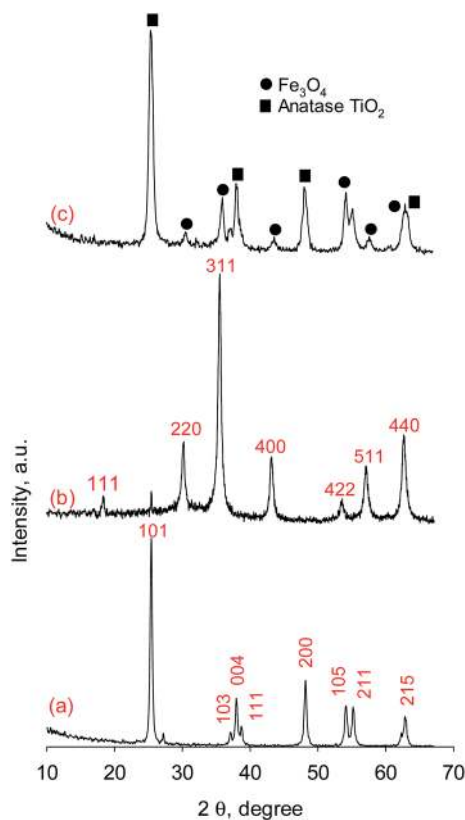 ● Fe₃O₄
■ Anatase TiO₂
(c)
311
220
440
400
511
111
422
(b)
101
004
103
111
200
105
211
215
(a)
Intensity, a.u.
10 20 30 40 50 60 70
2 θ, degree